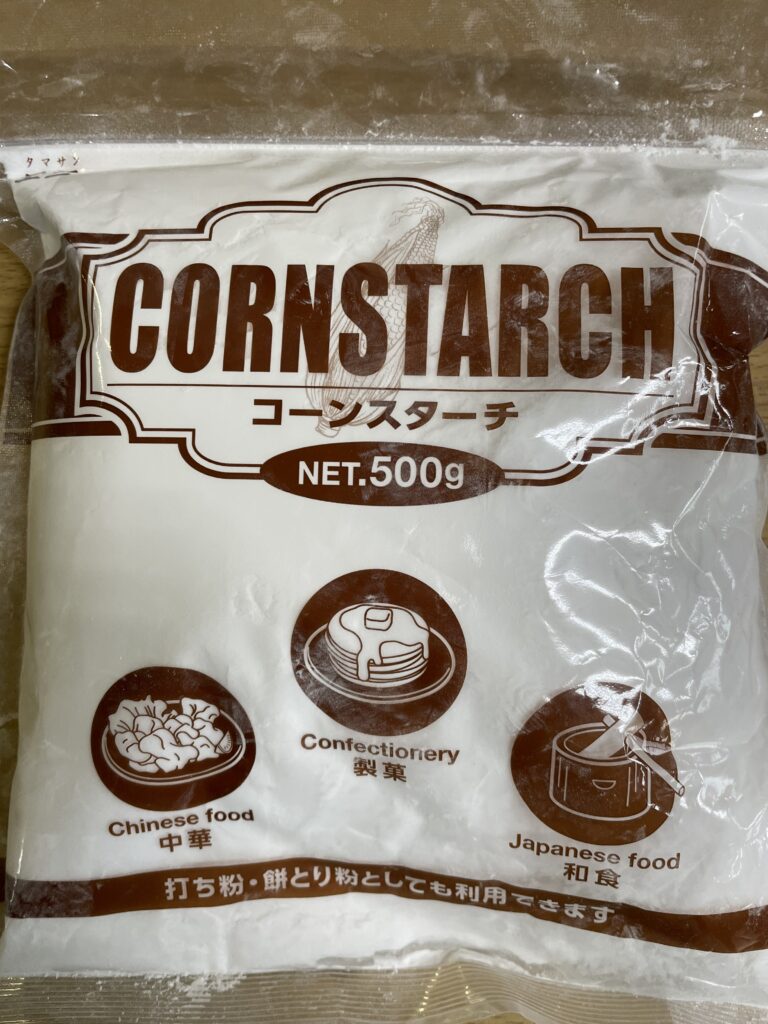 タマサン
CORNSTARCH
コーンスターチ
NET.500g
Confectionery
製菓
Chinese food
中華
Japanese food
和食
打ち粉・餅とり粉としても利用できます